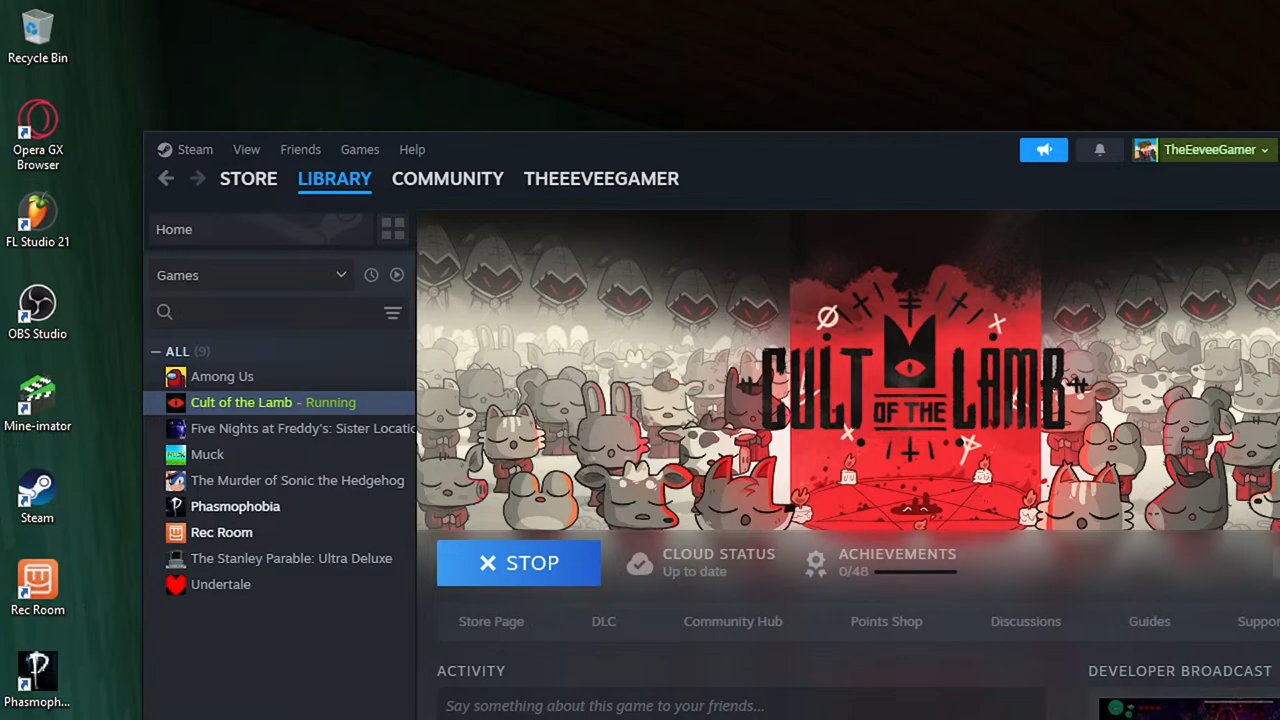 Recycle Bin
Opera GX
Browser
FL Studio 21
OBS Studio
Mine-imator
Steam
Rec Room
Phasmoph...
Steam View Friends Games Help
TheEeveeGamer
STORE LIBRARY COMMUNITY THEEEVEEGAMER
Home
Games
ALL (9)
Among Us
Cult of the Lamb - Running
Five Nights at Freddy's: Sister Locatic
Muck
The Murder of Sonic the Hedgehog
Phasmophobia
Rec Room
The Stanley Parable: Ultra Deluxe
Undertale
CULT
OF THE
LAMB
STOP
CLOUD STATUS
Up to date
ACHIEVEMENTS
0/48
Store Page DLC Community Hub Points Shop Discussions Guides Suppor
ACTIVITY
Say something about this game to your friends...
DEVELOPER BROADCAST